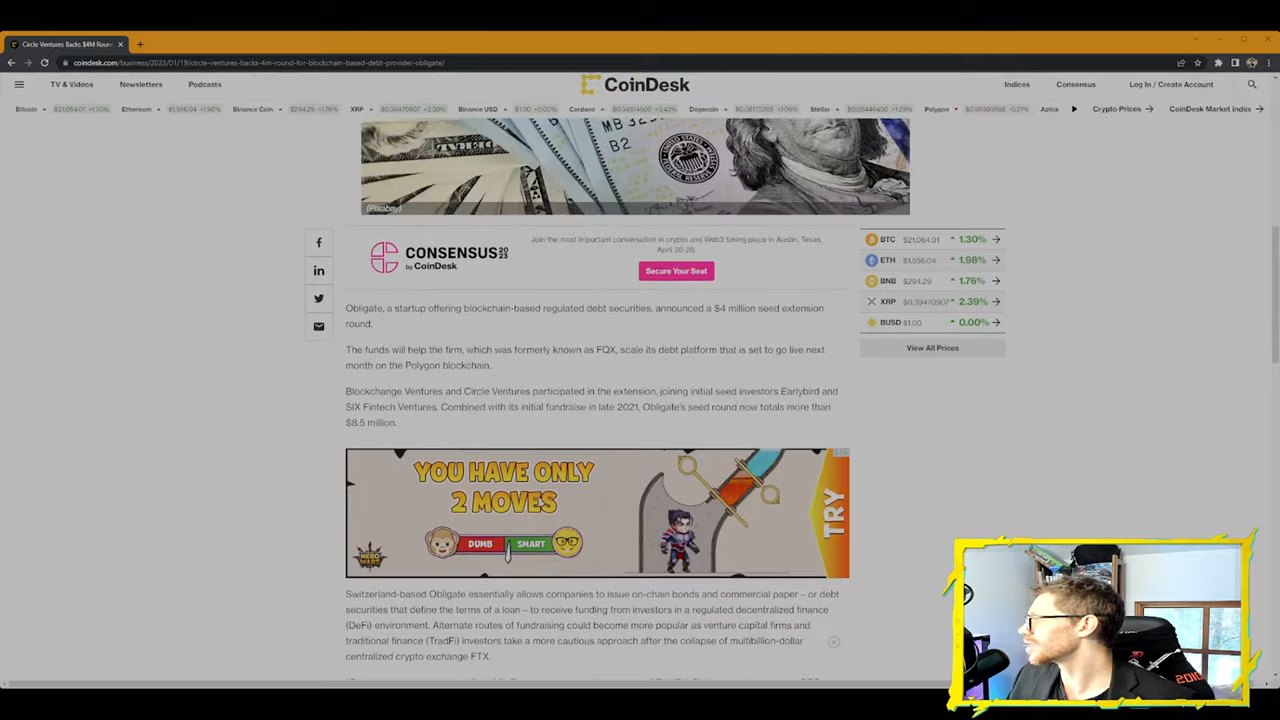 Circle Ventures Backs $4M Round
coindesk.com/business/2023/01/19/circle-ventures-backs-4m-round-for-blockchain-based-debt-provider-obligate/
TV & Videos Newsletters Podcasts CoinDesk Indices Consensus Log In / Create Account
Bitcoin $21,064.01 +1.30% Ethereum $1,556.04 +1.98% Binance Coin $294.29 +1.76% XRP $0.39470907 +2.39% Binance USD $1.00 +0.00% Cardano +3.42% Dogecoin +1.06% Stellar +1.29% Polygon -0.21% Aptos Crypto Prices CoinDesk Market Index
B2
(Pixabay)
CONSENSUS 2023
by CoinDesk
Join the most important conversation in crypto and Web3 taking place in Austin, Texas,
April 26-28.
Secure Your Seat
BTC $21,064.01 1.30%
ETH $1,556.04 1.98%
BNB $294.29 1.76%
XRP $0.39470907 2.39%
BUSD $1.00 0.00%
View All Prices
Obligate, a startup offering blockchain-based regulated debt securities, announced a $4 million seed extension
round.
The funds will help the firm, which was formerly known as FQX, scale its debt platform that is set to go live next
month on the Polygon blockchain.
Blockchange Ventures and Circle Ventures participated in the extension, joining initial seed investors Earlybird and
SIX Fintech Ventures. Combined with its initial fundraise in late 2021, Obligate's seed round now totals more than
$8.5 million.
YOU HAVE ONLY
2 MOVES
DUMB SMART
HERO
WARS
TRY
Switzerland-based Obligate essentially allows companies to issue on-chain bonds and commercial paper – or debt
securities that define the terms of a loan – to receive funding from investors in a regulated decentralized finance
(DeFi) environment. Alternate routes of fundraising could become more popular as venture capital firms and
traditional finance (TradFi) investors take a more cautious approach after the collapse of multibillion-dollar
centralized crypto exchange FTX.